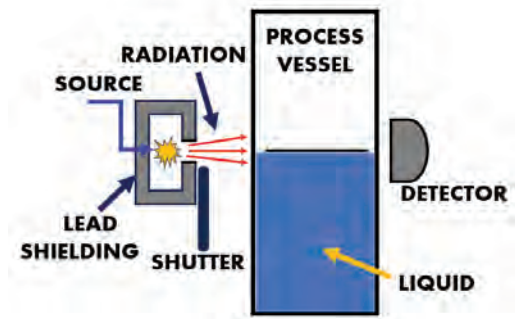 PROCESS
VESSEL
RADIATION
SOURCE
LEAD
SHIELDING
SHUTTER
DETECTOR
LIQUID